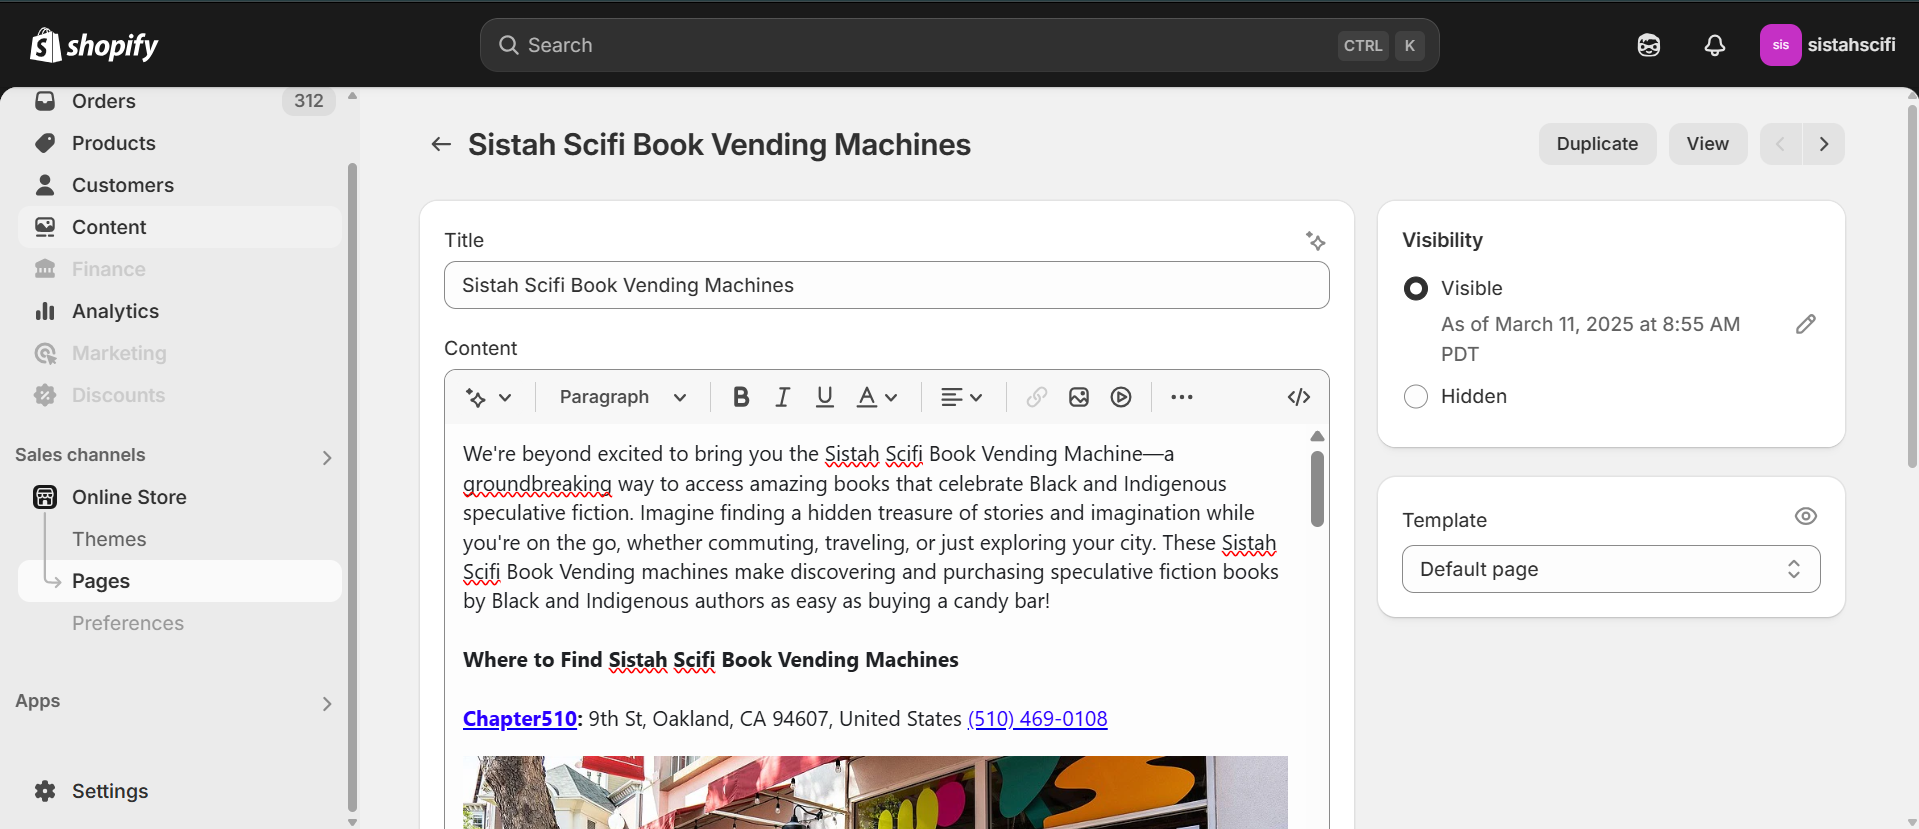 shopify
Search
CTRL K
sis
sistahscifi
Orders
312
Products
Customers
Content
Finance
Analytics
Marketing
Discounts
Sales channels
Online Store
Themes
Pages
Preferences
Apps
Settings
Sistah Scifi Book Vending Machines
Duplicate
View
Title
Sistah Scifi Book Vending Machines
Content
Paragraph
B I U A
We're beyond excited to bring you the Sistah Scifi Book Vending Machine—a
groundbreaking way to access amazing books that celebrate Black and Indigenous
speculative fiction. Imagine finding a hidden treasure of stories and imagination while
you're on the go, whether commuting, traveling, or just exploring your city. These Sistah
Scifi Book Vending machines make discovering and purchasing speculative fiction books
by Black and Indigenous authors as easy as buying a candy bar!
Where to Find Sistah Scifi Book Vending Machines
Chapter510: 9th St, Oakland, CA 94607, United States (510) 469-0108
Visibility
Visible
As of March 11, 2025 at 8:55 AM
PDT
Hidden
Template
Default page